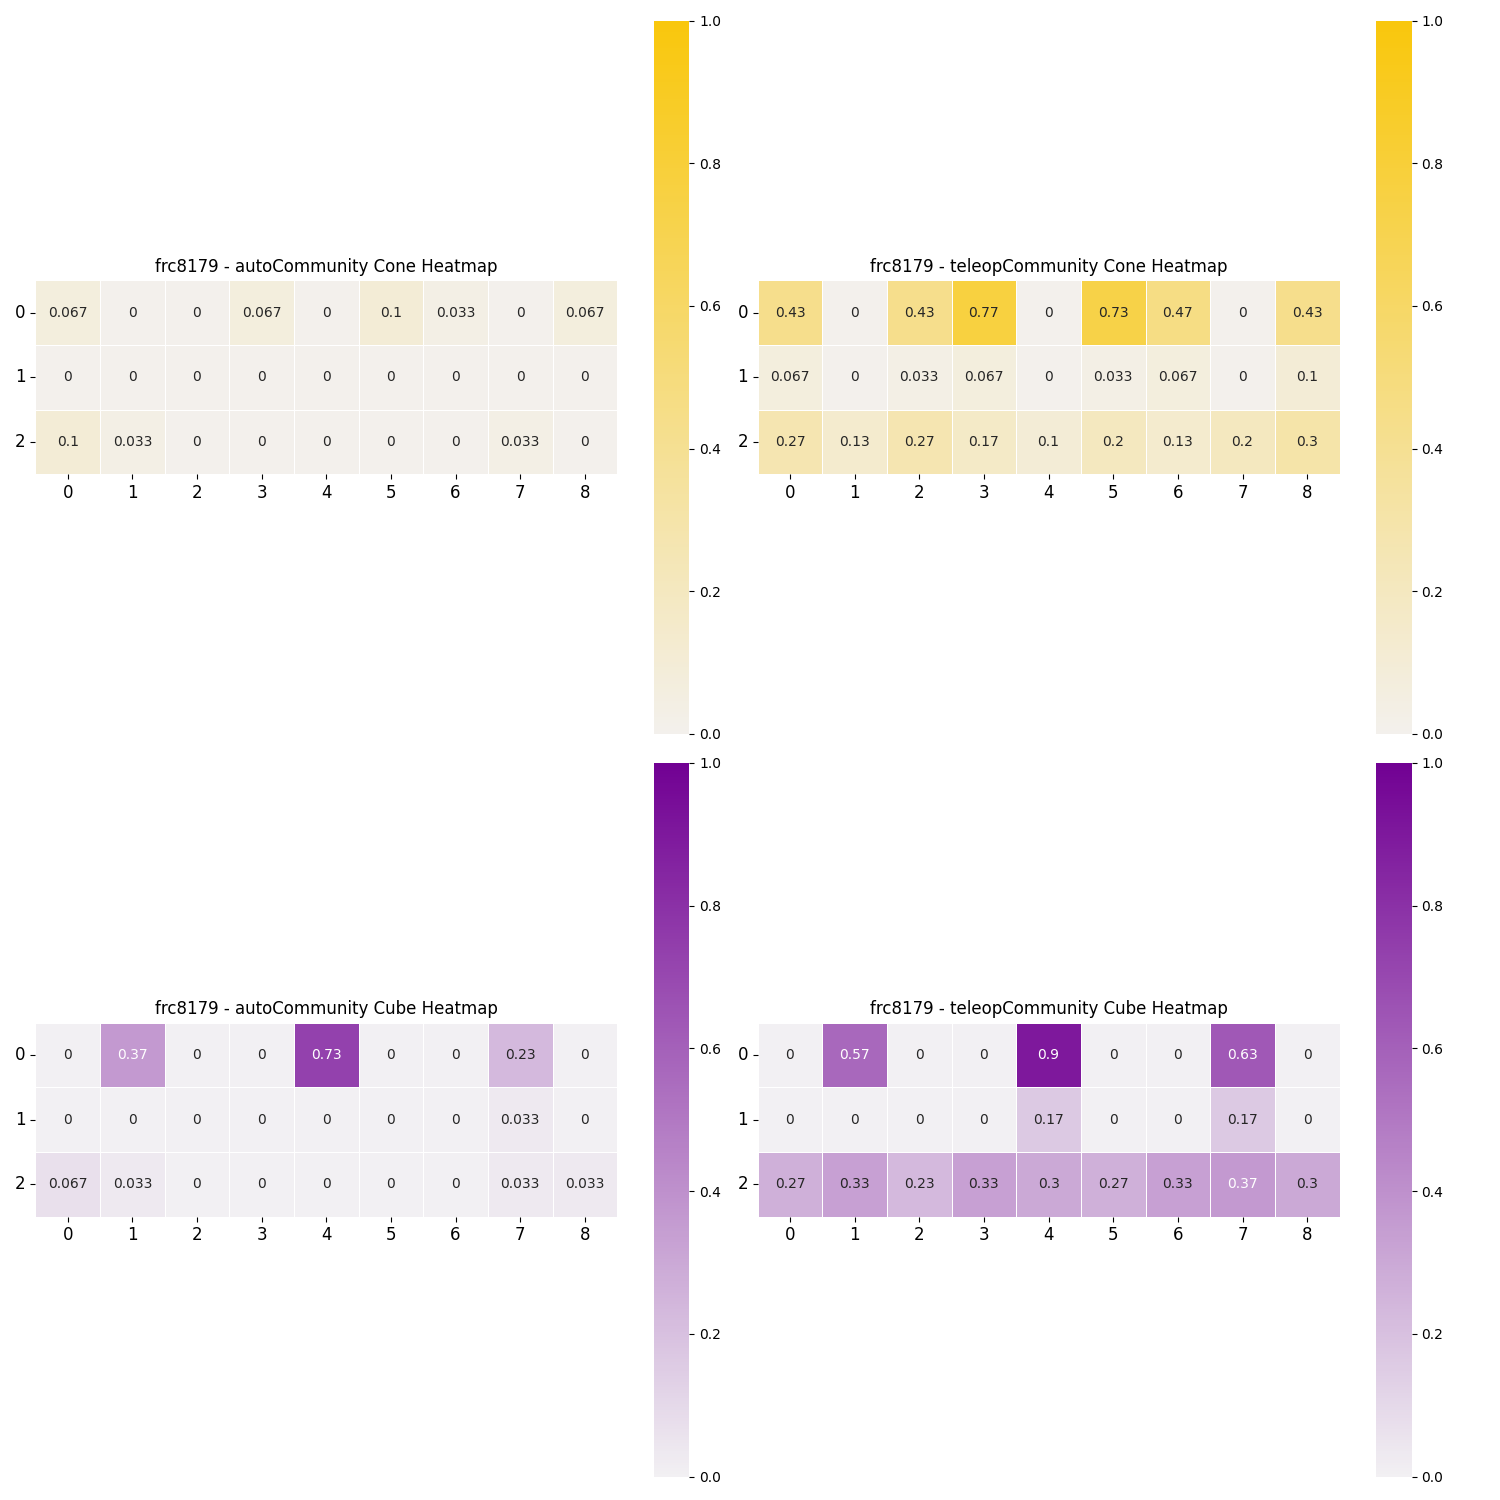 frc8179 - autoCommunity Cone Heatmap
0 0.067 0 0 0.067 0 0.1 0.033 0 0.067
1 0 0 0 0 0 0 0 0 0
2 0.1 0.033 0 0 0 0 0 0.033 0
0 1 2 3 4 5 6 7 8
1.0
0.8
0.6
0.4
0.2
0.0
frc8179 - teleopCommunity Cone Heatmap
0 0.43 0 0.43 0.77 0 0.73 0.47 0 0.43
1 0.067 0 0.033 0.067 0 0.033 0.067 0 0.1
2 0.27 0.13 0.27 0.17 0.1 0.2 0.13 0.2 0.3
0 1 2 3 4 5 6 7 8
1.0
0.8
0.6
0.4
0.2
0.0
frc8179 - autoCommunity Cube Heatmap
0 0 0.37 0 0 0.73 0 0 0.23 0
1 0 0 0 0 0 0 0 0.033 0
2 0.067 0.033 0 0 0 0 0 0.033 0.033
0 1 2 3 4 5 6 7 8
1.0
0.8
0.6
0.4
0.2
0.0
frc8179 - teleopCommunity Cube Heatmap
0 0 0.57 0 0 0.9 0 0 0.63 0
1 0 0 0 0 0.17 0 0 0.17 0
2 0.27 0.33 0.23 0.33 0.3 0.27 0.33 0.37 0.3
0 1 2 3 4 5 6 7 8
1.0
0.8
0.6
0.4
0.2
0.0